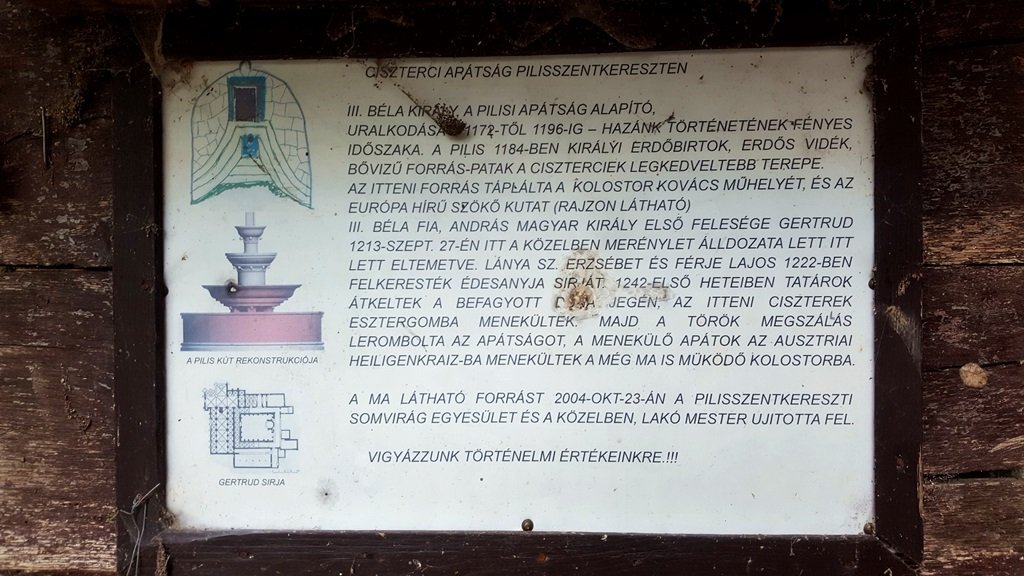 CISZTERCI APÁTSÁG PILISSZENTKERESZTEN
III. BÉLA KIRÁLY, A PILISI APÁTSÁG ALAPÍTÓ,
URALKODÁSA 1172-TŐL 1196-IG – HAZÁNK TÖRTÉNETÉNEK FÉNYES
IDŐSZAKA. A PILIS 1184-BEN KIRÁLYI ERDŐBIRTOK, ERDŐS VIDÉK,
BŐVIZŰ FORRÁS-PATAK A CISZTERCIEK LEGKEDVELTEBB TEREPE.
AZ ITTENI FORRÁS TÁPLÁLTA A KOLOSTOR KOVÁCS MŰHELYÉT, ÉS AZ
EURÓPA HÍRŰ SZÖKŐ KUTAT (RAJZON LÁTHATÓ)
III. BÉLA FIA, ANDRÁS MAGYAR KIRÁLY ELSŐ FELESÉGE GERTRUD
1213-SZEPT. 27-ÉN ITT A KÖZELBEN MERÉNYLET ÁLLDOZATA LETT ITT
LETT ELTEMETVE. LÁNYA SZ. ERZSÉBET ÉS FÉRJE LAJOS 1222-BEN
FELKERESTÉK ÉDESANYJA SIRJÁT. 1242-ELSŐ HETEIBEN TATÁROK
ÁTKELTEK A BEFAGYOTT JEGÉN, AZ ITTENI CISZTEREK
ESZTERGOMBA MENEKÜLTEK, MAJD A TÖRÖK MEGSZÁLÁS
LEROMBOLTA AZ APÁTSÁGOT, A MENEKÜLŐ APÁTOK AZ AUSZTRIAI
HEILIGENKRAIZ-BA MENEKÜLTEK A MÉG MA IS MŰKÖDŐ KOLOSTORBA.
A MA LÁTHATÓ FORRÁST 2004-OKT-23-ÁN A PILISSZENTKERESZTI
SOMVIRÁG EGYESÜLET ÉS A KÖZELBEN, LAKÓ MESTER UJITOTTA FEL.
VIGYÁZZUNK TÖRTÉNELMI ÉRTÉKEINKRE.!!!
A PILIS KÚT REKONSTRUKCIÓJA
GERTRUD SIRJA